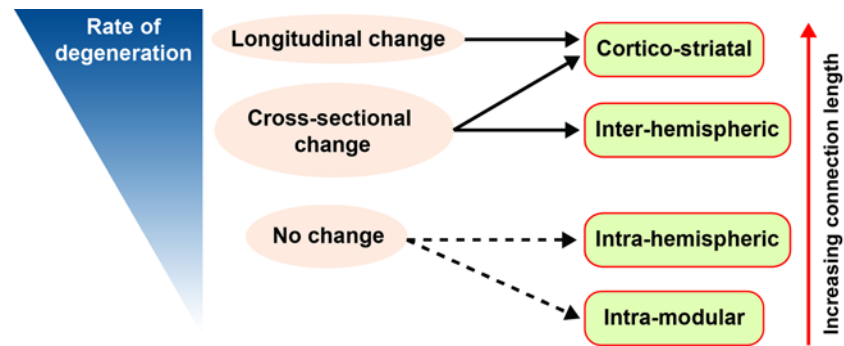 Rate of
degeneration
Longitudinal change
Cortico-striatal
Cross-sectional
change
Inter-hemispheric
No change
Intra-hemispheric
Intra-modular
Increasing connection length